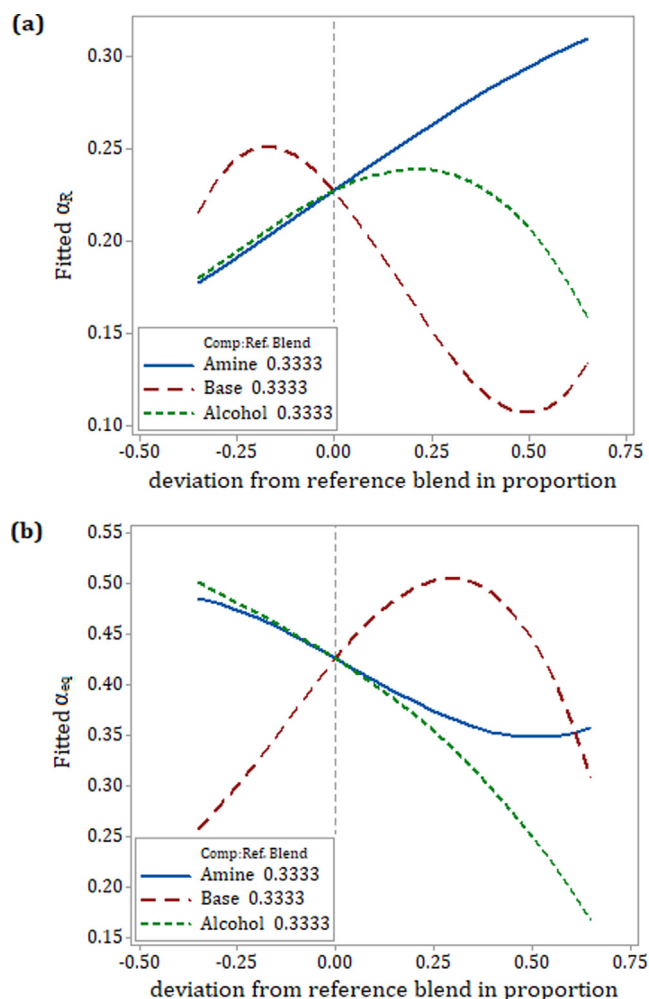 (a)
0.30
0.25
0.20
0.15
0.10
Fitted αR
Comp:Ref. Blend
Amine 0.3333
Base 0.3333
Alcohol 0.3333
-0.50 -0.25 0.00 0.25 0.50 0.75
deviation from reference blend in proportion
(b)
0.55
0.50
0.45
0.40
0.35
0.30
0.25
0.20
0.15
Fitted αeq
Comp:Ref. Blend
Amine 0.3333
Base 0.3333
Alcohol 0.3333
-0.50 -0.25 0.00 0.25 0.50 0.75
deviation from reference blend in proportion